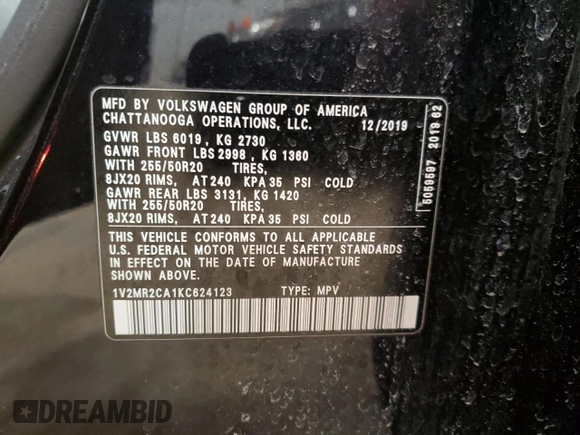 MFD BY VOLKSWAGEN GROUP OF AMERICA
CHATTANOOGA OPERATIONS, LLC. 12/2019
GVWR LBS 6019 , KG 2730
GAWR FRONT LBS 2998 , KG 1360
WITH 255/50R20 TIRES,
8JX20 RIMS, AT 240 KPA 35 PSI COLD
GAWR REAR LBS 3131, KG 1420
WITH 255/50R20 TIRES,
8JX20 RIMS, AT 240 KPA 35 PSI COLD
THIS VEHICLE CONFORMS TO ALL APPLICABLE
U.S. FEDERAL MOTOR VEHICLE SAFETY STANDARDS
IN EFFECT ON THE DATE OF MANUFACTURE
SHOWN ABOVE.
1V2MR2CA1KC624123 TYPE: MPV
5059597 2019 62
DREAMBID